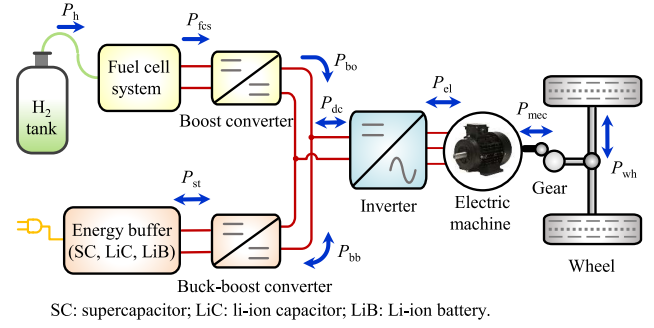 P_h
P_fcs
Fuel cell
system
H_2
tank
Boost converter
P_bo
P_dc
P_el
P_mec
P_wh
Inverter
Electric
machine
Gear
Wheel
P_st
Energy buffer
(SC, LiC, LiB)
P_bb
Buck-boost converter
SC: supercapacitor; LiC: li-ion capacitor; LiB: Li-ion battery.